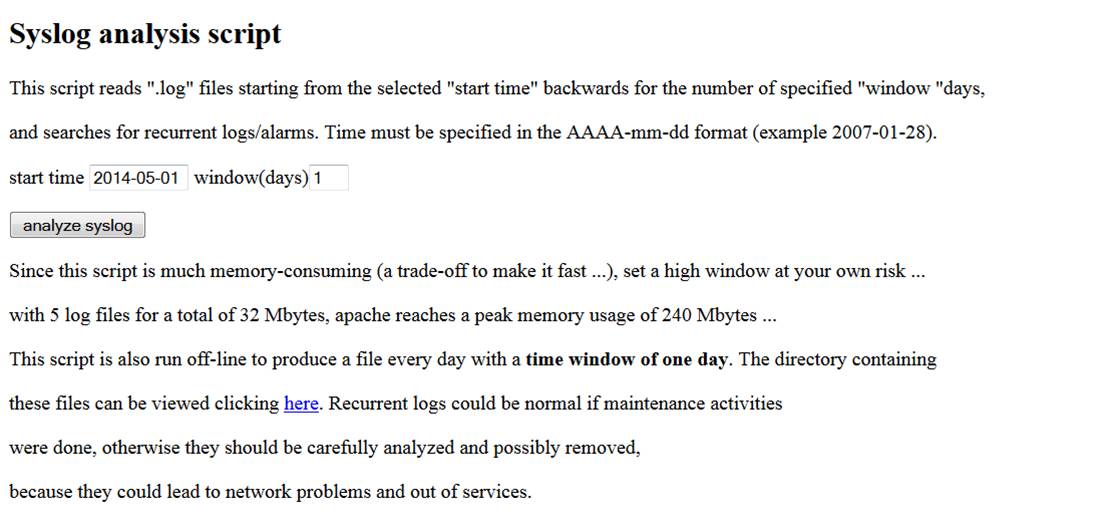 Syslog analysis script
This script reads ".log" files starting from the selected "start time" backwards for the number of specified "window "days,
and searches for recurrent logs/alarms. Time must be specified in the AAAA-mm-dd format (example 2007-01-28).
start time 2014-05-01 window(days) 1
analyze syslog
Since this script is much memory-consuming (a trade-off to make it fast ...), set a high window at your own risk ...
with 5 log files for a total of 32 Mbytes, apache reaches a peak memory usage of 240 Mbytes ...
This script is also run off-line to produce a file every day with a time window of one day. The directory containing
these files can be viewed clicking here. Recurrent logs could be normal if maintenance activities
were done, otherwise they should be carefully analyzed and possibly removed,
because they could lead to network problems and out of services.